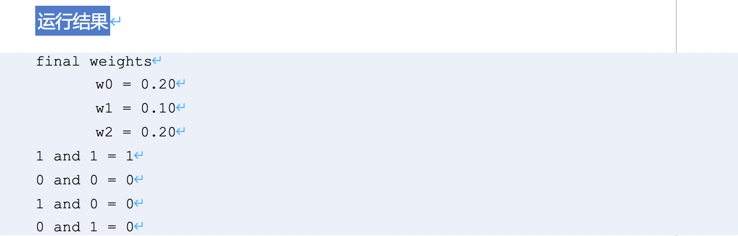 运行结果↵
final weights↵
w0 = 0.20↵
w1 = 0.10↵
w2 = 0.20↵
1 and 1 = 1↵
0 and 0 = 0↵
1 and 0 = 0↵
0 and 1 = 0↵